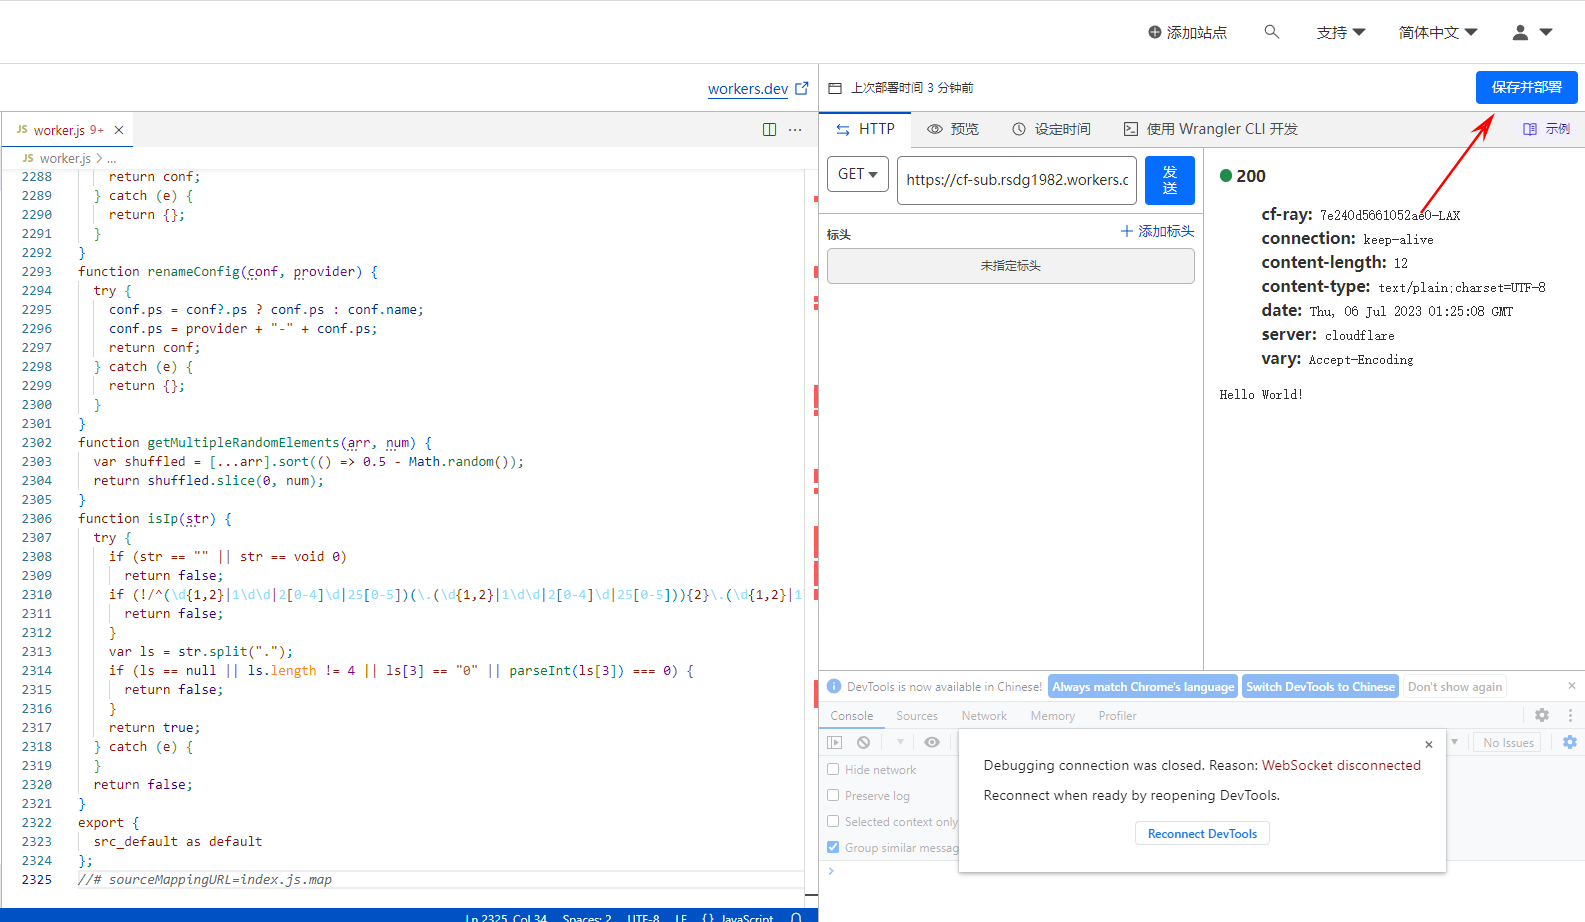 添加站点
支持
简体中文
workers.dev
上次部署时间 3 分钟前
保存并部署
JS worker.js 9+
HTTP
预览
设定时间
使用 Wrangler CLI 开发
示例
JS worker.js > ...
2288 return conf;
2289 } catch (e) {
2290 return {};
2291 }
2292 }
2293 function renameConfig(conf, provider) {
2294 try {
2295 conf.ps = conf?.ps ? conf.ps : conf.name;
2296 conf.ps = provider + "-" + conf.ps;
2297 return conf;
2298 } catch (e) {
2299 return {};
2300 }
2301 }
2302 function getMultipleRandomElements(arr, num) {
2303 var shuffled = [...arr].sort(() => 0.5 - Math.random());
2304 return shuffled.slice(0, num);
2305 }
2306 function isIp(str) {
2307 try {
2308 if (str == "" || str == void 0)
2309 return false;
2310 if (!/^(\d{1,2}|1\d\d|2[0-4]\d|25[0-5])(\.(\d{1,2}|1\d\d|2[0-4]\d|25[0-5])){2}\.(\d{1,2}|1
2311 return false;
2312 }
2313 var ls = str.split(".");
2314 if (ls == null || ls.length != 4 || ls[3] == "0" || parseInt(ls[3]) === 0) {
2315 return false;
2316 }
2317 return true;
2318 } catch (e) {
2319 }
2320 return false;
2321 }
2322 export {
2323 src_default as default
2324 };
2325 //# sourceMappingURL=index.js.map
Ln 2325, Col 34 Spaces: 2 UTF-8 LF {} JavaScript
GET
https://cf-sub.rsdg1982.workers.c
发送
标头
添加标头
未指定标头
200
cf-ray: 7e240d5661052ae0-LAX
connection: keep-alive
content-length: 12
content-type: text/plain;charset=UTF-8
date: Thu, 06 Jul 2023 01:25:08 GMT
server: cloudflare
vary: Accept-Encoding
Hello World!
DevTools is now available in Chinese! Always match Chrome's language Switch DevTools to Chinese Don't show again
Console Sources Network Memory Profiler
No Issues
Hide network
Preserve log
Selected context only
Group similar messag
Debugging connection was closed. Reason: WebSocket disconnected
Reconnect when ready by reopening DevTools.
Reconnect DevTools